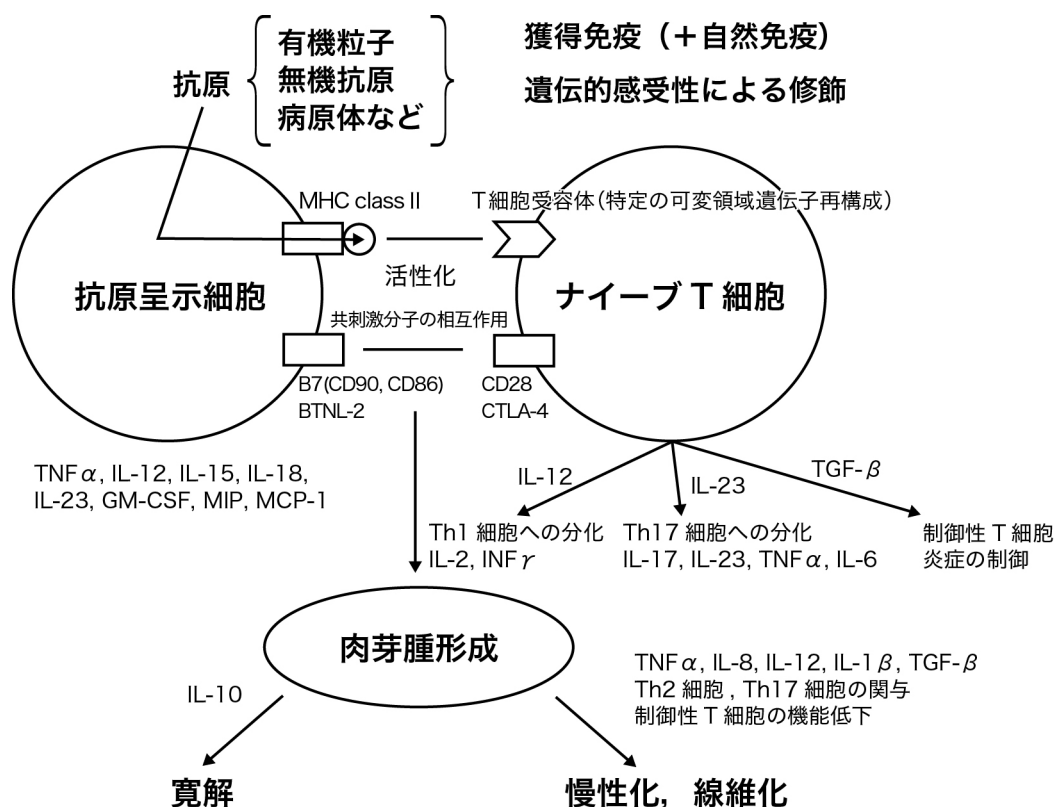 有機粒子
無機抗原
病原体など
抗原
獲得免疫（＋自然免疫）
遺伝的感受性による修飾
MHC class II
T細胞受容体（特定の可変領域遺伝子再構成）
活性化
抗原呈示細胞
ナイーブ T 細胞
共刺激分子の相互作用
B7(CD90, CD86)
BTNL-2
CD28
CTLA-4
TNFα, IL-12, IL-15, IL-18,
IL-23, GM-CSF, MIP, MCP-1
IL-12
IL-23
TGF-β
Th1 細胞への分化
IL-2, INFγ
Th17 細胞への分化
IL-17, IL-23, TNFα, IL-6
制御性 T 細胞
炎症の制御
肉芽腫形成
TNFα, IL-8, IL-12, IL-1β, TGF-β
Th2 細胞 , Th17 細胞の関与
制御性 T 細胞の機能低下
IL-10
寛解
慢性化，線維化